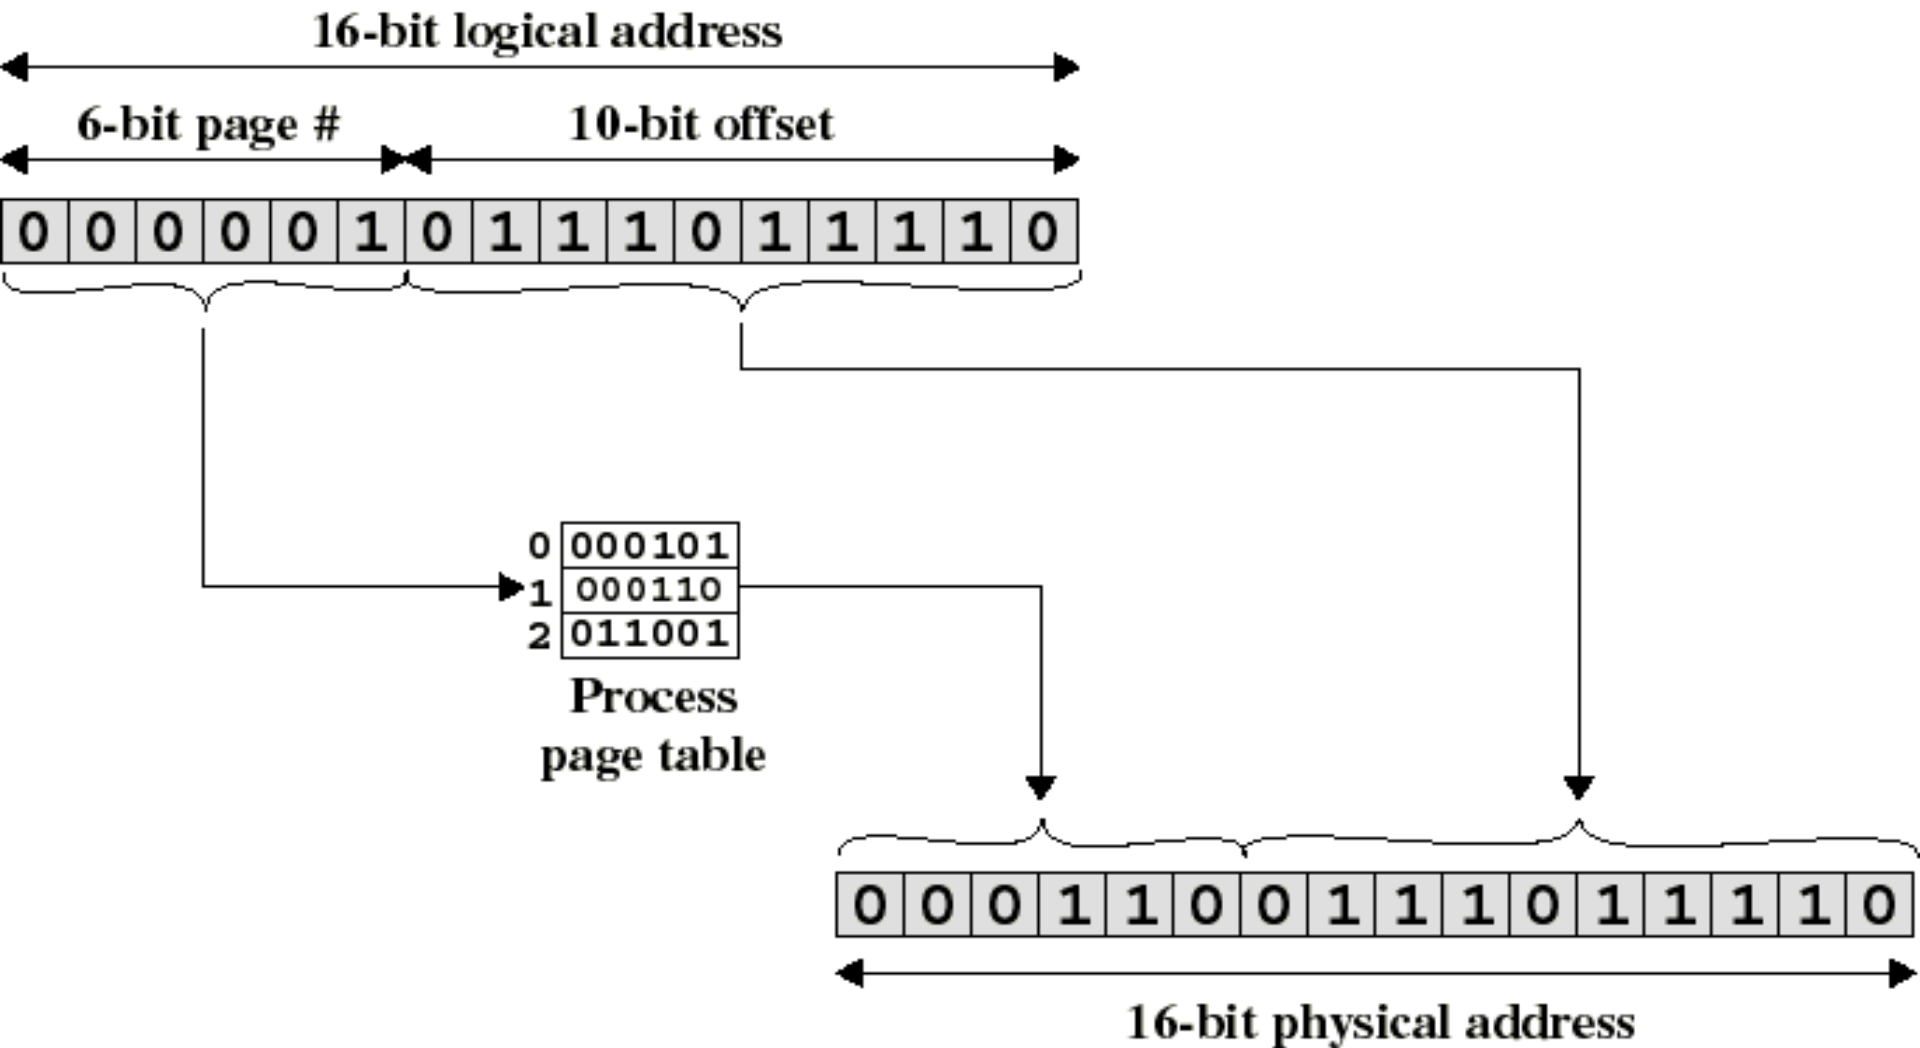 16-bit logical address
6-bit page # 10-bit offset
0 0 0 0 0 1 0 1 1 1 0 1 1 1 1 0
0 000101
1 000110
2 011001
Process
page table
0 0 0 1 1 0 0 1 1 1 0 1 1 1 1 0
16-bit physical address